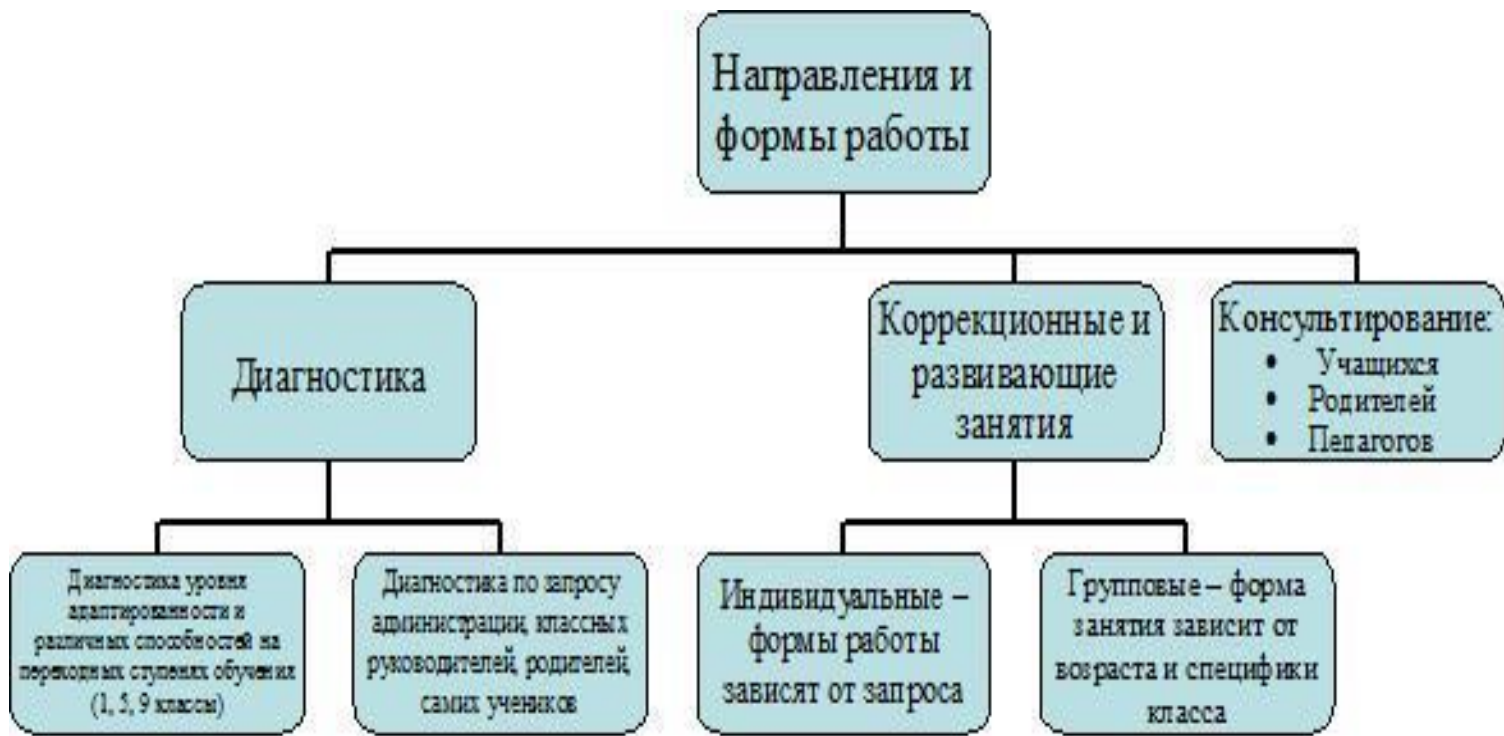 Направления и
формы работы
Диагностика
Коррекционные и
развивающие
занятия
Консультирование:
• Учащихся
• Родителей
• Педагогов
Диагностика уровня
адаптированности и
различных способностей на
переходных ступенях обучения
(1, 5, 9 классы)
Диагностика по запросу
администрации, классных
руководителей, родителей,
самих учеников
Индивидуальные –
формы работы
зависят от запроса
Групповые – форма
занятия зависит от
возраста и специфики
класса